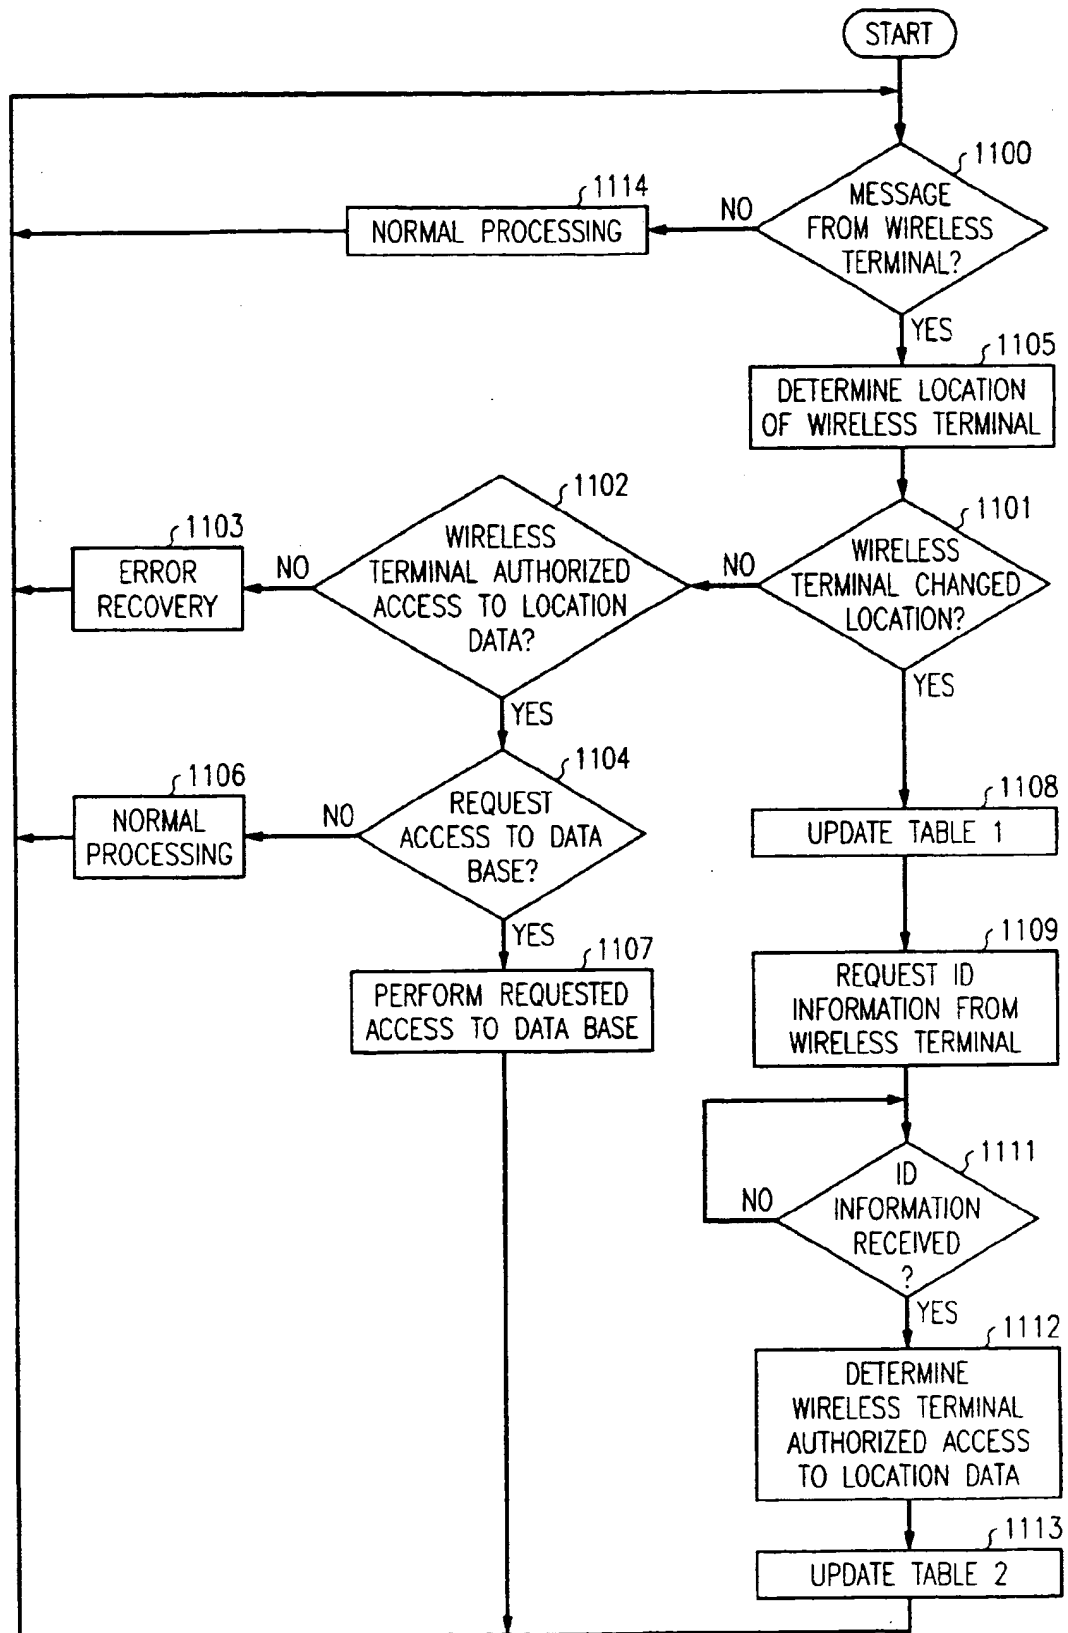 START
1100
MESSAGE
FROM WIRELESS
TERMINAL?
NO
1114
NORMAL PROCESSING
YES
1105
DETERMINE LOCATION
OF WIRELESS TERMINAL
1101
WIRELESS
TERMINAL CHANGED
LOCATION?
NO
1102
WIRELESS
TERMINAL AUTHORIZED
ACCESS TO LOCATION
DATA?
NO
1103
ERROR
RECOVERY
YES
YES
1104
REQUEST
ACCESS TO DATA
BASE?
NO
1106
NORMAL
PROCESSING
1108
UPDATE TABLE 1
YES
1107
PERFORM REQUESTED
ACCESS TO DATA BASE
1109
REQUEST ID
INFORMATION FROM
WIRELESS TERMINAL
1111
ID
INFORMATION
RECEIVED
?
NO
YES
1112
DETERMINE
WIRELESS TERMINAL
AUTHORIZED ACCESS
TO LOCATION DATA
1113
UPDATE TABLE 2